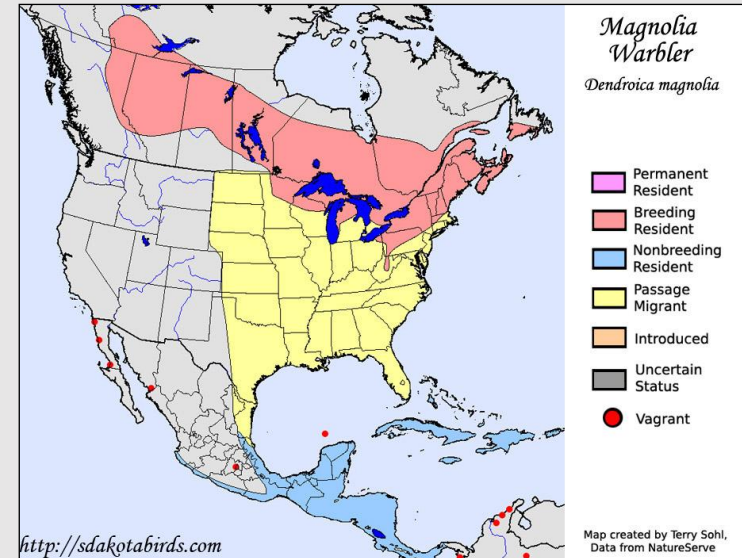 Magnolia
Warbler
Dendroica magnolia
Permanent
Resident
Breeding
Resident
Nonbreeding
Resident
Passage
Migrant
Introduced
Uncertain
Status
Vagrant
http://sdakotabirds.com
Map created by Terry Sohl,
Data from NatureServe